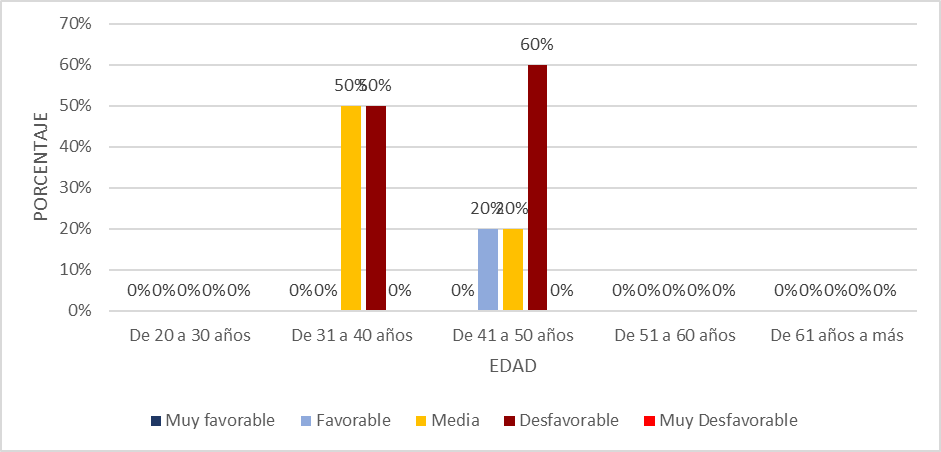 70%
60%
50%
40%
30%
20%
10%
0%
PORCENTAJE
60%
50% 50%
20% 20%
0% 0% 0% 0% 0% 0% 0% 0% 0% 0% 0% 0% 0% 0% 0% 0% 0% 0% 0% 0%
De 20 a 30 años De 31 a 40 años De 41 a 50 años De 51 a 60 años De 61 años a más
EDAD
Muy favorable Favorable Media Desfavorable Muy Desfavorable